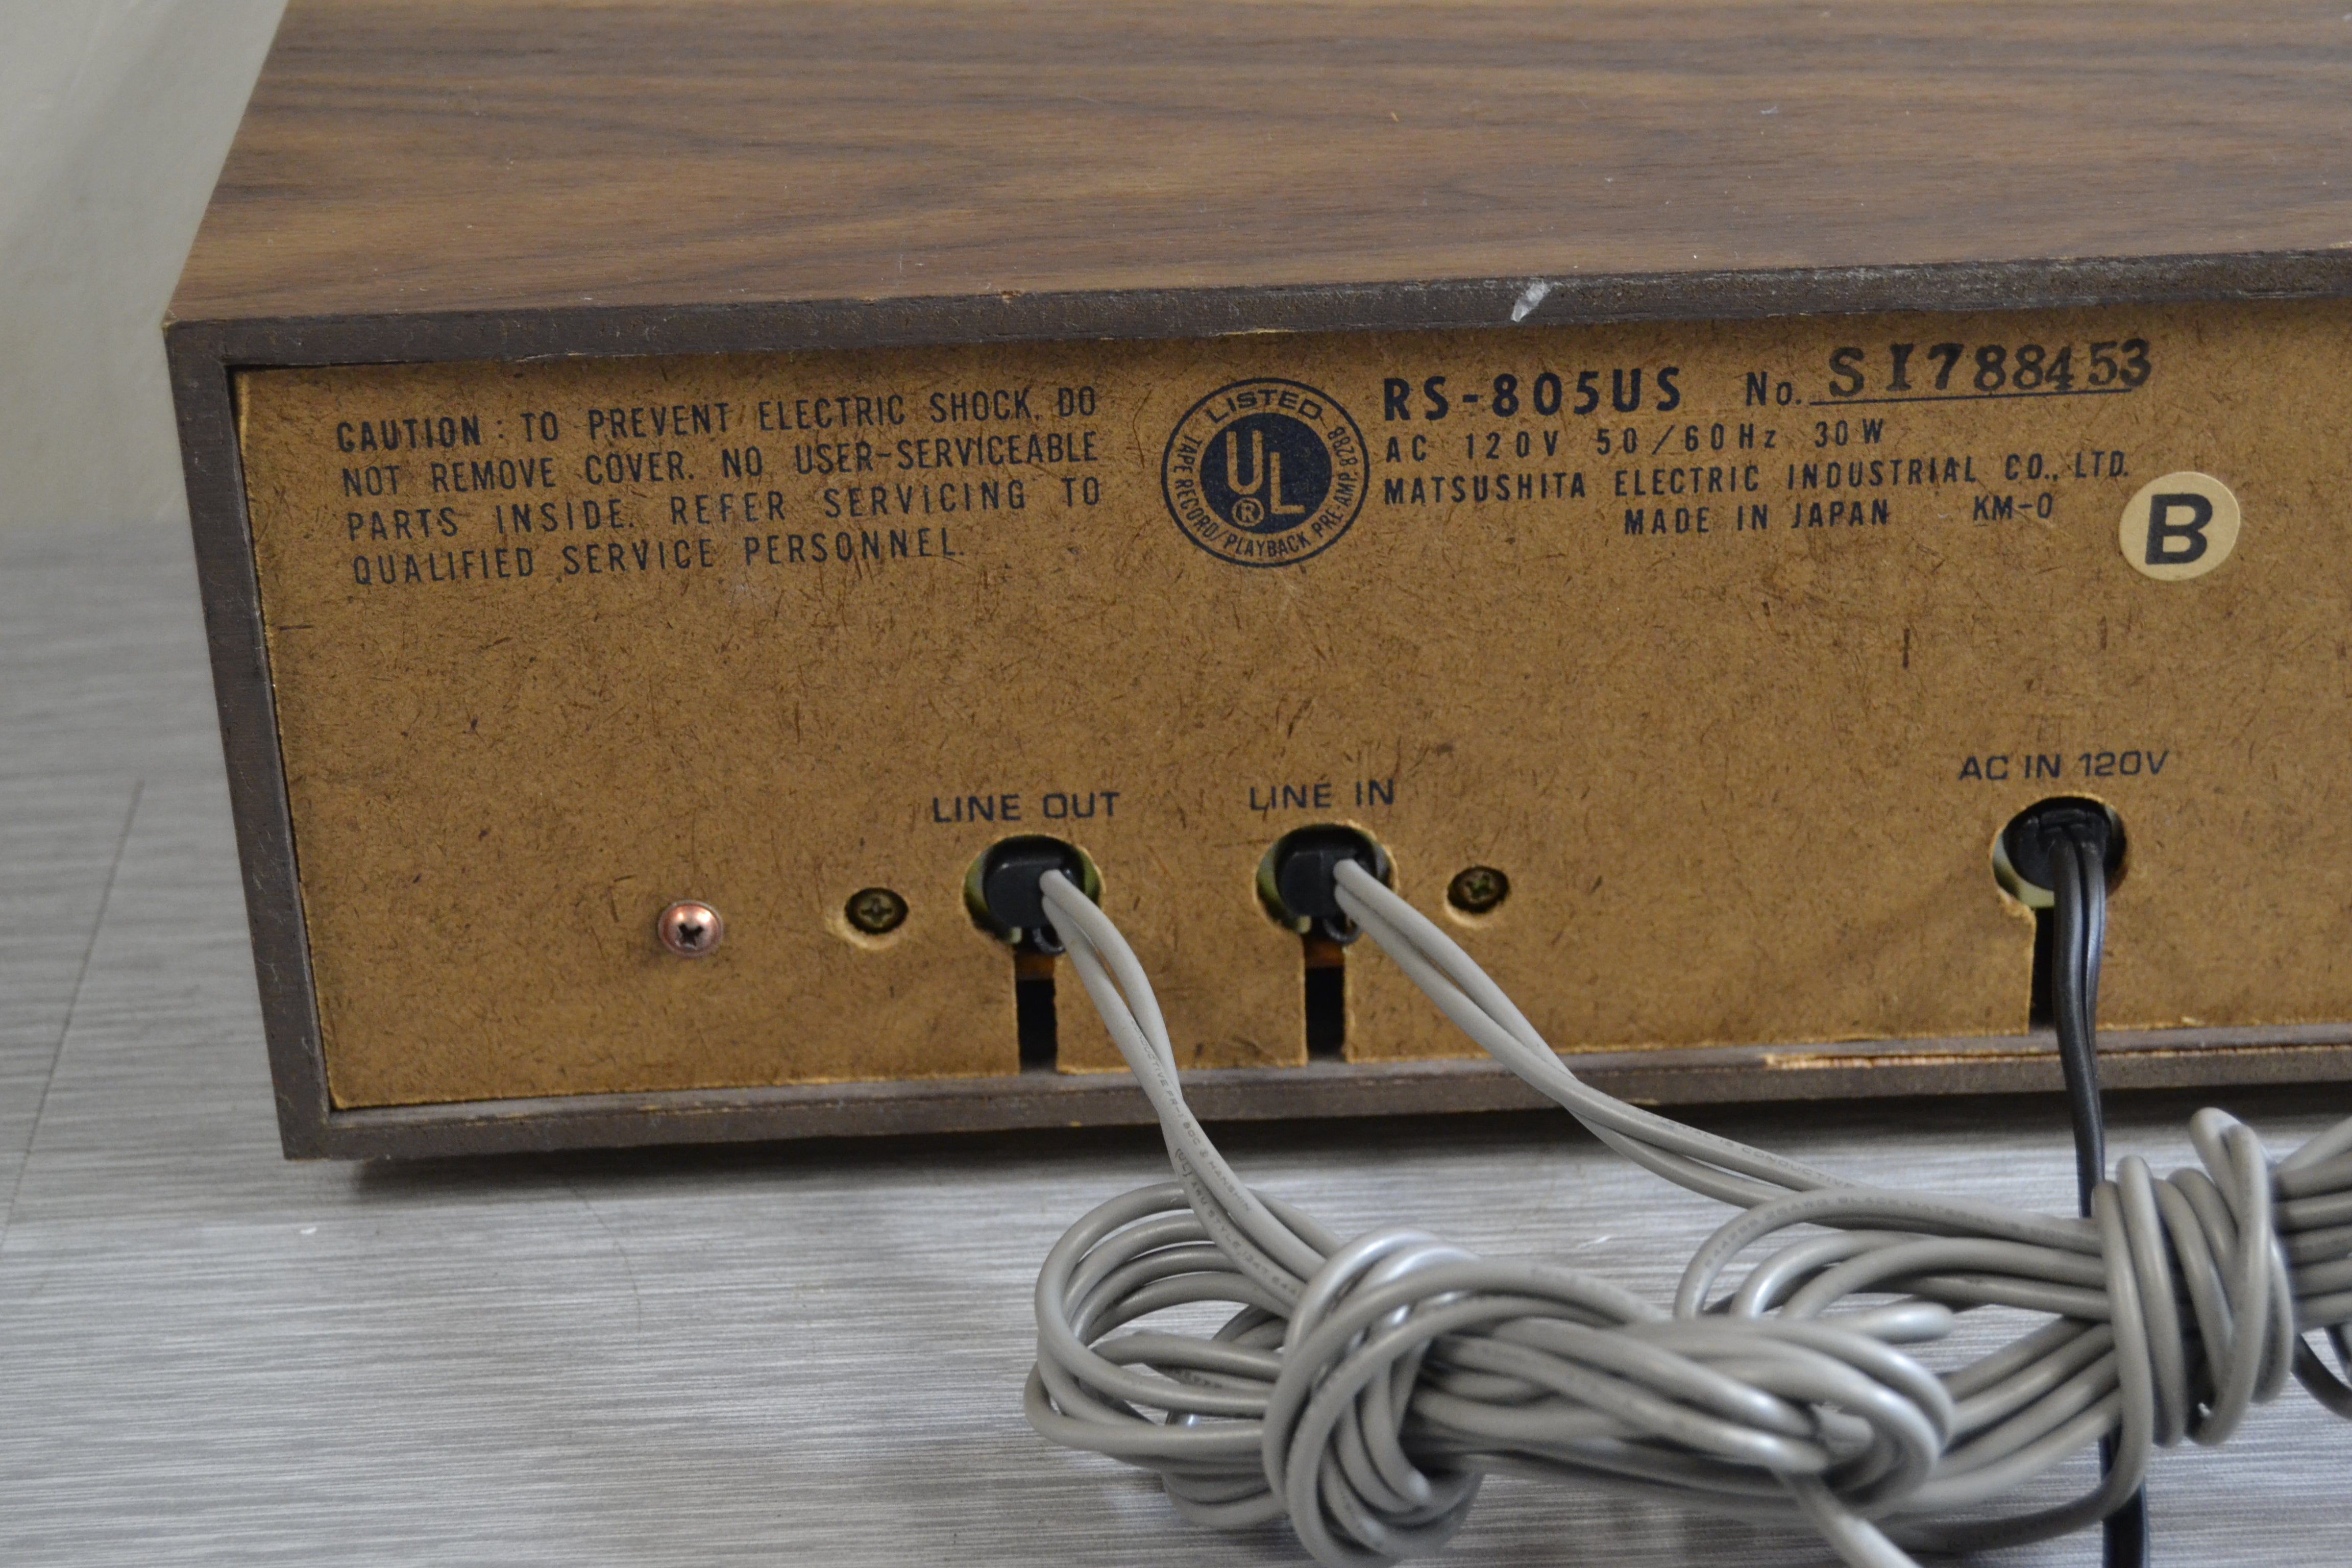 CAUTION : TO PREVENT ELECTRIC SHOCK, DO
NOT REMOVE COVER. NO USER-SERVICEABLE
PARTS INSIDE. REFER SERVICING TO
QUALIFIED SERVICE PERSONNEL.
LISTED
UL
®
TAPE RECORD/PLAYBACK PRE-AMP. 828B
RS-805US No. SI788453
AC 120V 50/60Hz 30W
MATSUSHITA ELECTRIC INDUSTRIAL CO., LTD.
MADE IN JAPAN KM-0
B
LINE OUT
LINE IN
AC IN 120V